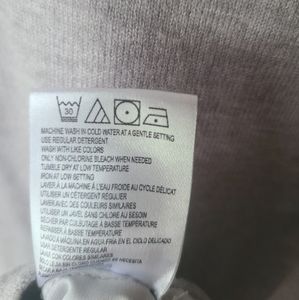 30
MACHINE WASH IN COLD WATER AT A GENTLE SETTING
USE REGULAR DETERGENT
WASH WITH LIKE COLORS
ONLY NON-CHLORINE BLEACH WHEN NEEDED
TUMBLE DRY AT LOW TEMPERATURE
IRON AT LOW SETTING
LAVER À LA MACHINE À L'EAU FROIDE AU CYCLE DÉLICAT
UTILISER UN DÉTERGENT RÉGULIER
LAVER AVEC DES COULEURS SIMILAIRES
UTILISER UN JAVEL SANS CHLORE AU BESOIN
SÉCHER PAR CULBUTAGE À BASSE TEMPÉRATURE
REPASSER À BASSE TEMPÉRATURE
LAVADO A MÁQUINA EN AGUA FRIA EN EL CICLO DELICADO
USE DETERGENTE REGULAR
LAVAR CON COLORES SIMILARES
NECESITA